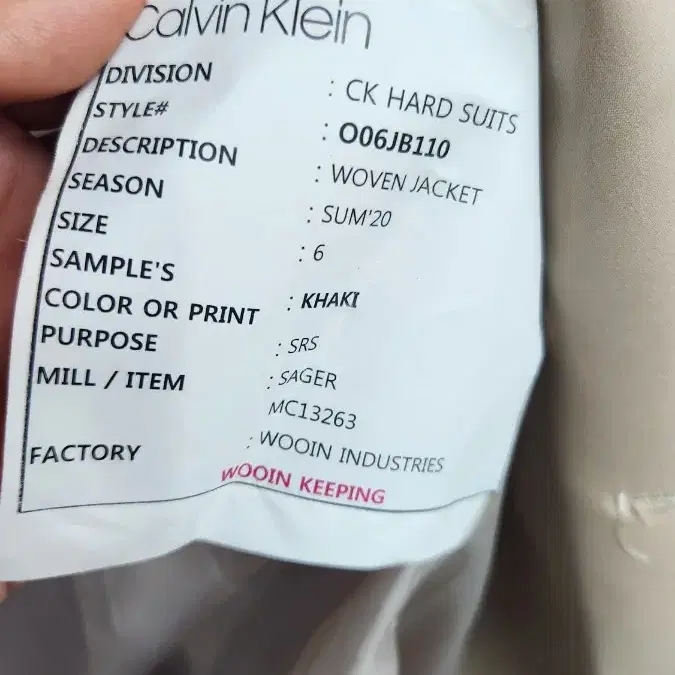 Calvin Klein
DIVISION : CK HARD SUITS
STYLE# : O06JB110
DESCRIPTION : WOVEN JACKET
SEASON : SUM'20
SIZE : 6
SAMPLE'S
COLOR OR PRINT : KHAKI
PURPOSE : SRS
MILL / ITEM : SAGER
MC13263
FACTORY : WOOIN INDUSTRIES
WOOIN KEEPING